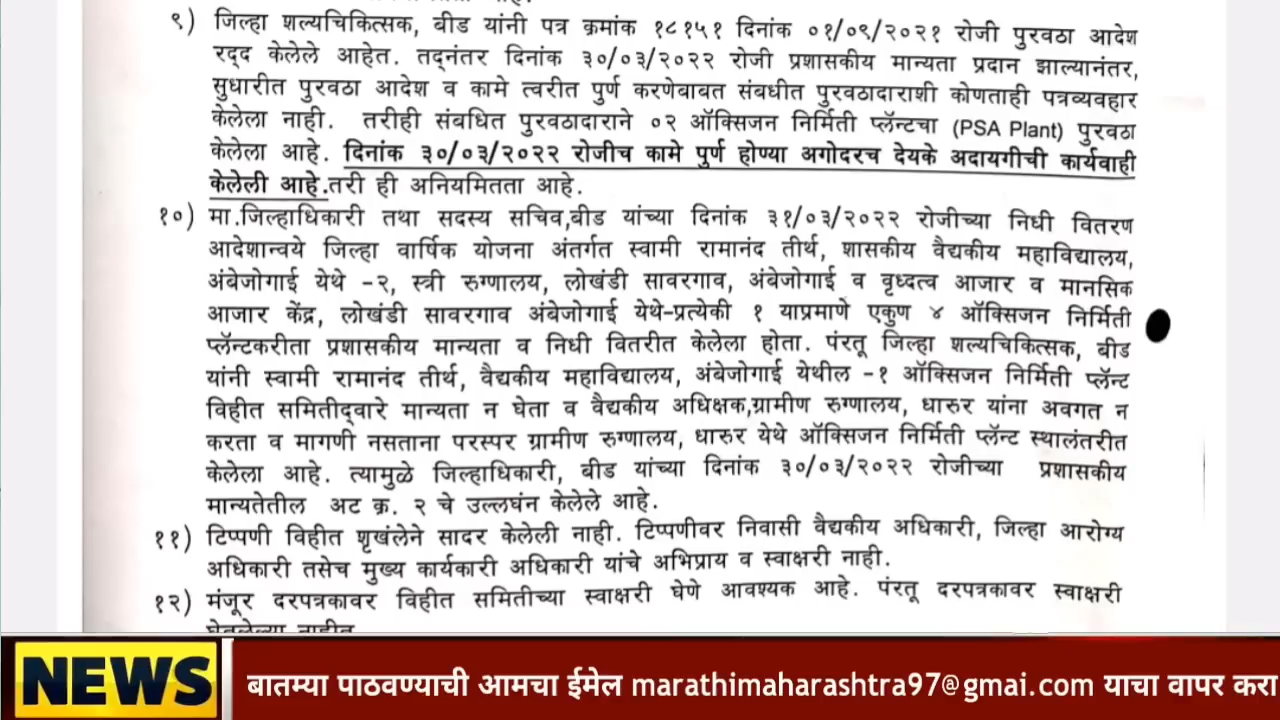 ९) जिल्हा शल्यचिकित्सक, बीड यांनी पत्र क्रमांक १८१५१ दिनांक ०१/०९/२०२१ रोजी पुरवठा आदेश
रद्द केलेले आहेत. तद्नंतर दिनांक ३०/०३/२०२२ रोजी प्रशासकीय मान्यता प्रदान झाल्यानंतर,
सुधारीत पुरवठा आदेश व कामे त्वरीत पुर्ण करणेबाबत संबधीत पुरवठादाराशी कोणताही पत्रव्यवहार
केलेला नाही. तरीही संबधित पुरवठादाराने ०२ ऑक्सिजन निर्मिती प्लॅन्टचा (PSA Plant) पुरवठा
केलेला आहे. दिनांक ३०/०३/२०२२ रोजीच कामे पुर्ण होण्या अगोदरच देयके अदायगीची कार्यवाही
केलेली आहे.तरी ही अनियमितता आहे.
१०) मा.जिल्हाधिकारी तथा सदस्य सचिव,बीड यांच्या दिनांक ३१/०३/२०२२ रोजीच्या निधी वितरण
आदेशान्वये जिल्हा वार्षिक योजना अंतर्गत स्वामी रामानंद तीर्थ, शासकीय वैद्यकीय महाविद्यालय,
अंबेजोगाई येथे -२, स्त्री रुग्णालय, लोखंडी सावरगाव, अंबेजोगाई व वृध्दत्व आजार व मानसिक
आजार केंद्र, लोखंडी सावरगाव अंबेजोगाई येथे-प्रत्येकी १ याप्रमाणे एकुण ४ ऑक्सिजन निर्मिती
प्लॅन्टकरीता प्रशासकीय मान्यता व निधी वितरीत केलेला होता. पंरतू जिल्हा शल्यचिकित्सक, बीड
यांनी स्वामी रामानंद तीर्थ, वैद्यकीय महाविद्यालय, अंबेजोगाई येथील -१ ऑक्सिजन निर्मिती प्लॅन्ट
विहीत समितीद्वारे मान्यता न घेता व वैद्यकीय अधिक्षक,ग्रामीण रुग्णालय, धारुर यांना अवगत न
करता व मागणी नसताना परस्पर ग्रामीण रुग्णालय, धारुर येथे ऑक्सिजन निर्मिती प्लॅन्ट स्थालंतरीत
केलेला आहे. त्यामुळे जिल्हाधिकारी, बीड यांच्या दिनांक ३०/०३/२०२२ रोजीच्या प्रशासकीय
मान्यतेतील अट क्र. २ चे उल्लघंन केलेले आहे.
११) टिप्पणी विहीत शृखंलेने सादर केलेली नाही. टिप्पणीवर निवासी वैद्यकीय अधिकारी, जिल्हा आरोग्य
अधिकारी तसेच मुख्य कार्यकारी अधिकारी यांचे अभिप्राय व स्वाक्षरी नाही.
१२) मंजूर दरपत्रकावर विहीत समितीच्या स्वाक्षरी घेणे आवश्यक आहे. पंरतू दरपत्रकावर स्वाक्षरी
NEWS बातम्या पाठवण्याची आमचा ईमेल marathimaharashtra97@gmai.com याचा वापर करा